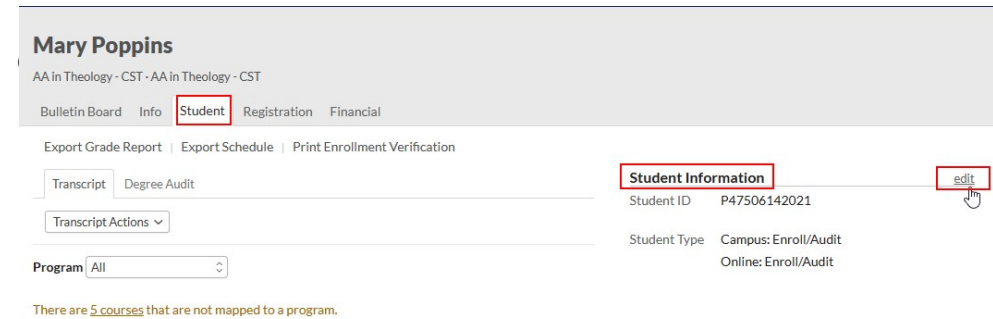 Mary Poppins
AA in Theology - CST · AA in Theology - CST
Bulletin Board Info Student Registration Financial
Export Grade Report | Export Schedule | Print Enrollment Verification
Transcript Degree Audit
Transcript Actions
Program All
There are 5 courses that are not mapped to a program.
Student Information edit
Student ID P47506142021
Student Type Campus: Enroll/Audit
Online: Enroll/Audit